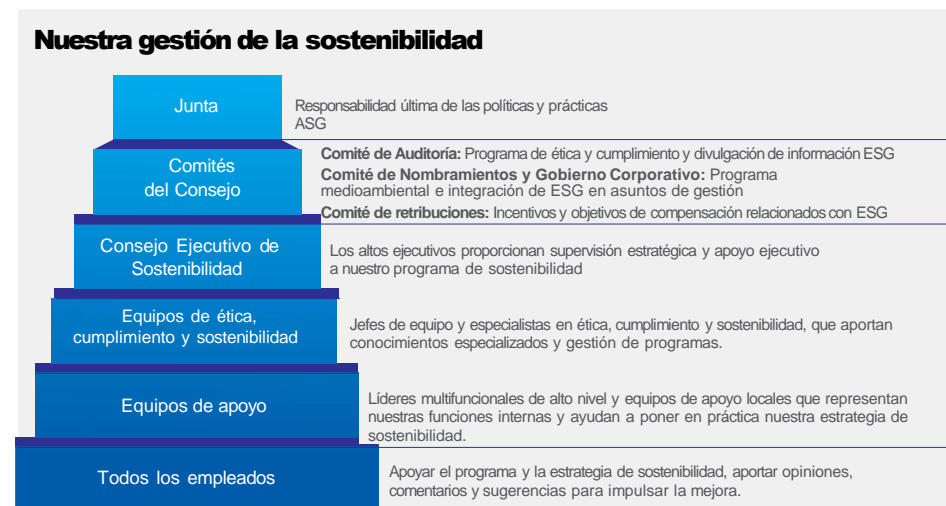 Nuestra gestión de la sostenibilidad
Junta
Responsabilidad última de las políticas y prácticas
ASG
Comités
del Consejo
Comité de Auditoría: Programa de ética y cumplimiento y divulgación de información ESG
Comité de Nombramientos y Gobierno Corporativo: Programa
medioambiental e integración de ESG en asuntos de gestión
Comité de retribuciones: Incentivos y objetivos de compensación relacionados con ESG
Consejo Ejecutivo de
Sostenibilidad
Los altos ejecutivos proporcionan supervisión estratégica y apoyo ejecutivo
a nuestro programa de sostenibilidad
Equipos de ética,
cumplimiento y sostenibilidad
Jefes de equipo y especialistas en ética, cumplimiento y sostenibilidad, que aportan
conocimientos especializados y gestión de programas.
Equipos de apoyo
Líderes multifuncionales de alto nivel y equipos de apoyo locales que representan
nuestras funciones internas y ayudan a poner en práctica nuestra estrategia de
sostenibilidad.
Todos los empleados
Apoyar el programa y la estrategia de sostenibilidad, aportar opiniones,
comentarios y sugerencias para impulsar la mejora.